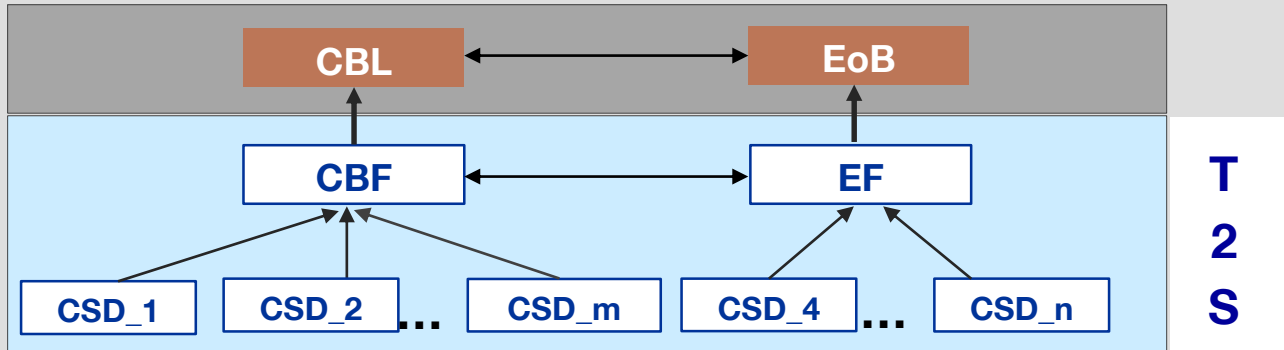 CBL
EoB
CBF
EF
CSD_1
CSD_2
...
CSD_m
CSD_4
...
CSD_n
T
2
S